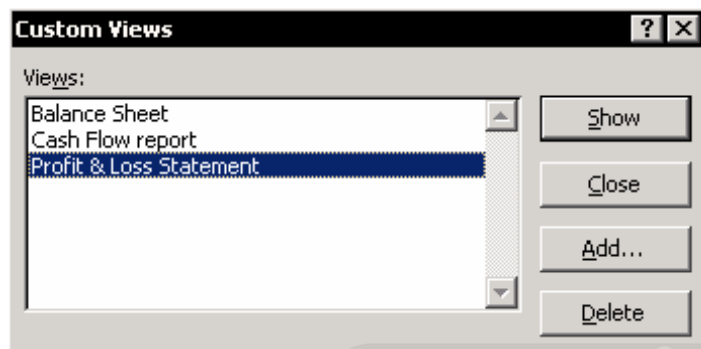 Custom Views
Views:
Balance Sheet
Cash Flow report
Profit & Loss Statement
Show
Close
Add...
Delete